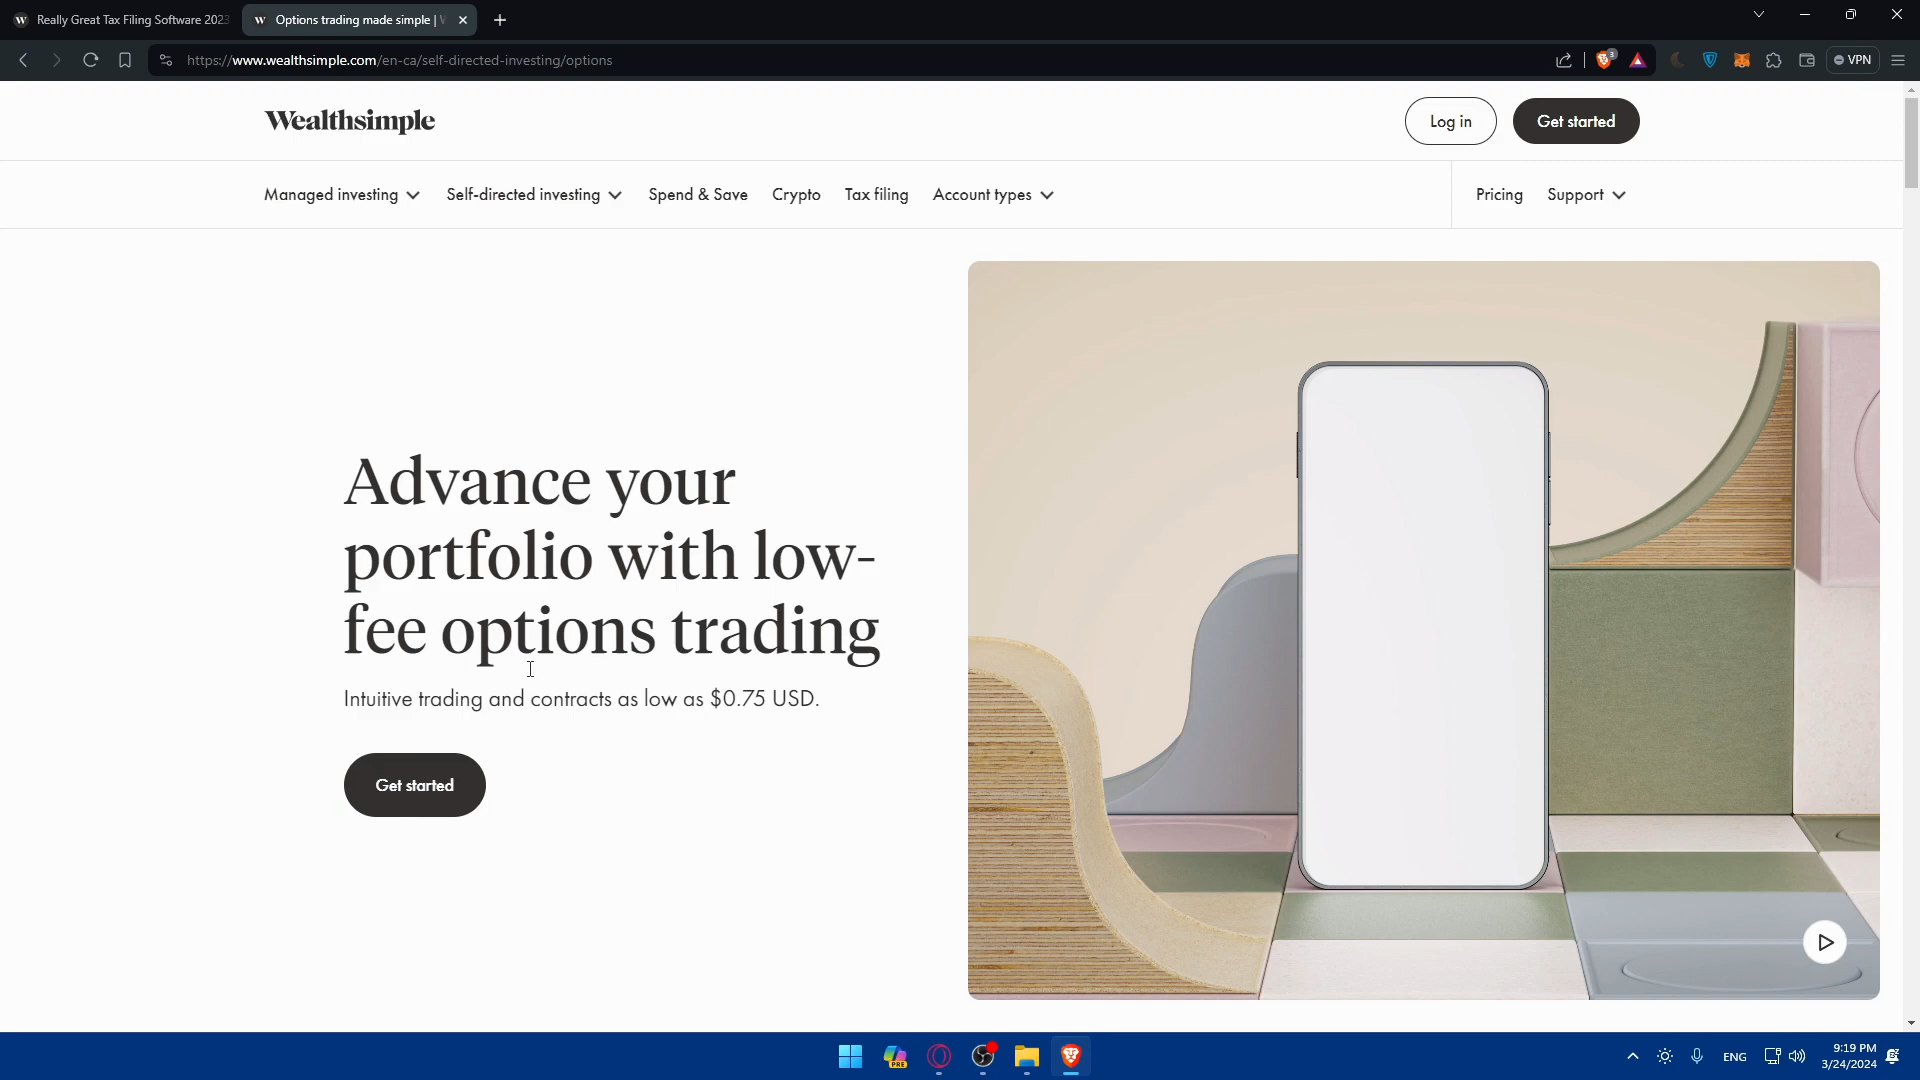 Really Great Tax Filing Software 2023
Options trading made simple |
https://www.wealthsimple.com/en-ca/self-directed-investing/options
3
VPN
Wealthsimple
Log in
Get started
Managed investing
Self-directed investing
Spend & Save
Crypto
Tax filing
Account types
Pricing
Support
Advance your
portfolio with low-
fee options trading
Intuitive trading and contracts as low as $0.75 USD.
Get started
PRE
ENG
9:19 PM
3/24/2024